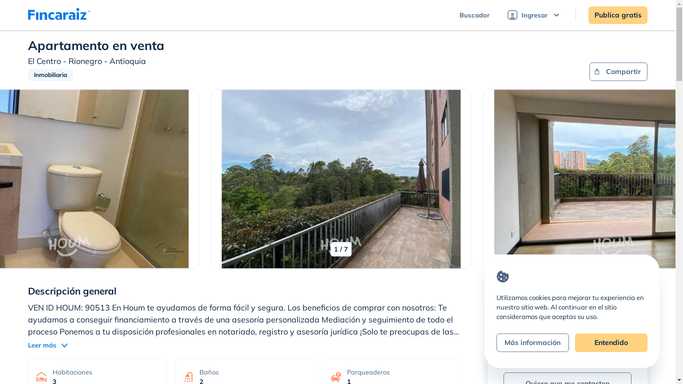 Fincaraiz
Buscador
Ingresar
Publica gratis
Apartamento en venta
El Centro - Rionegro - Antioquia
Inmobiliaria
Compartir
HOUM
HOUM
HOUM
1 / 7
Descripción general
VEN ID HOUM: 90513 En Houm te ayudamos de forma fácil y segura. Los beneficios de comprar con nosotros: Te
ayudamos a conseguir financiamiento a través de una asesoría personalizada Mediación y seguimiento de todo el
proceso Ponemos a tu disposición profesionales en notariado, registro y asesoría jurídica ¡Solo te preocupas de las...
Leer más
Habitaciones
3
Baños
2
Parqueaderos
1
Utilizamos cookies para mejorar tu experiencia en
nuestro sitio web. Al continuar en el sitio
consideramos que aceptas su uso.
Más información
Entendido
Quiero que me contacten